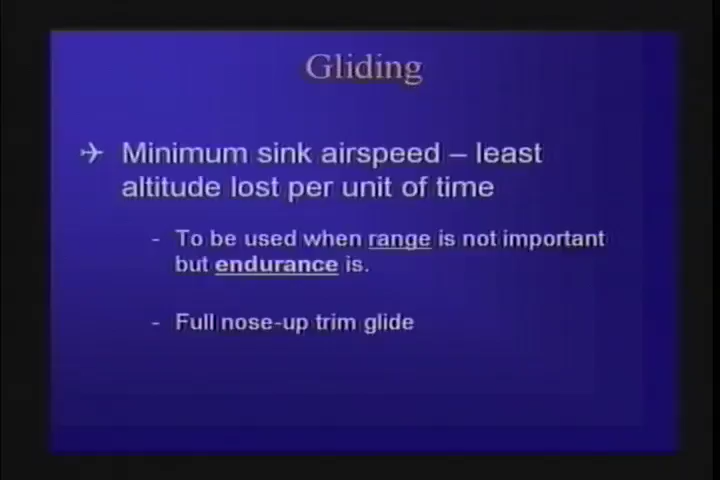 Gliding
Minimum sink airspeed – least
altitude lost per unit of time
- To be used when range is not important
but endurance is.
- Full nose-up trim glide